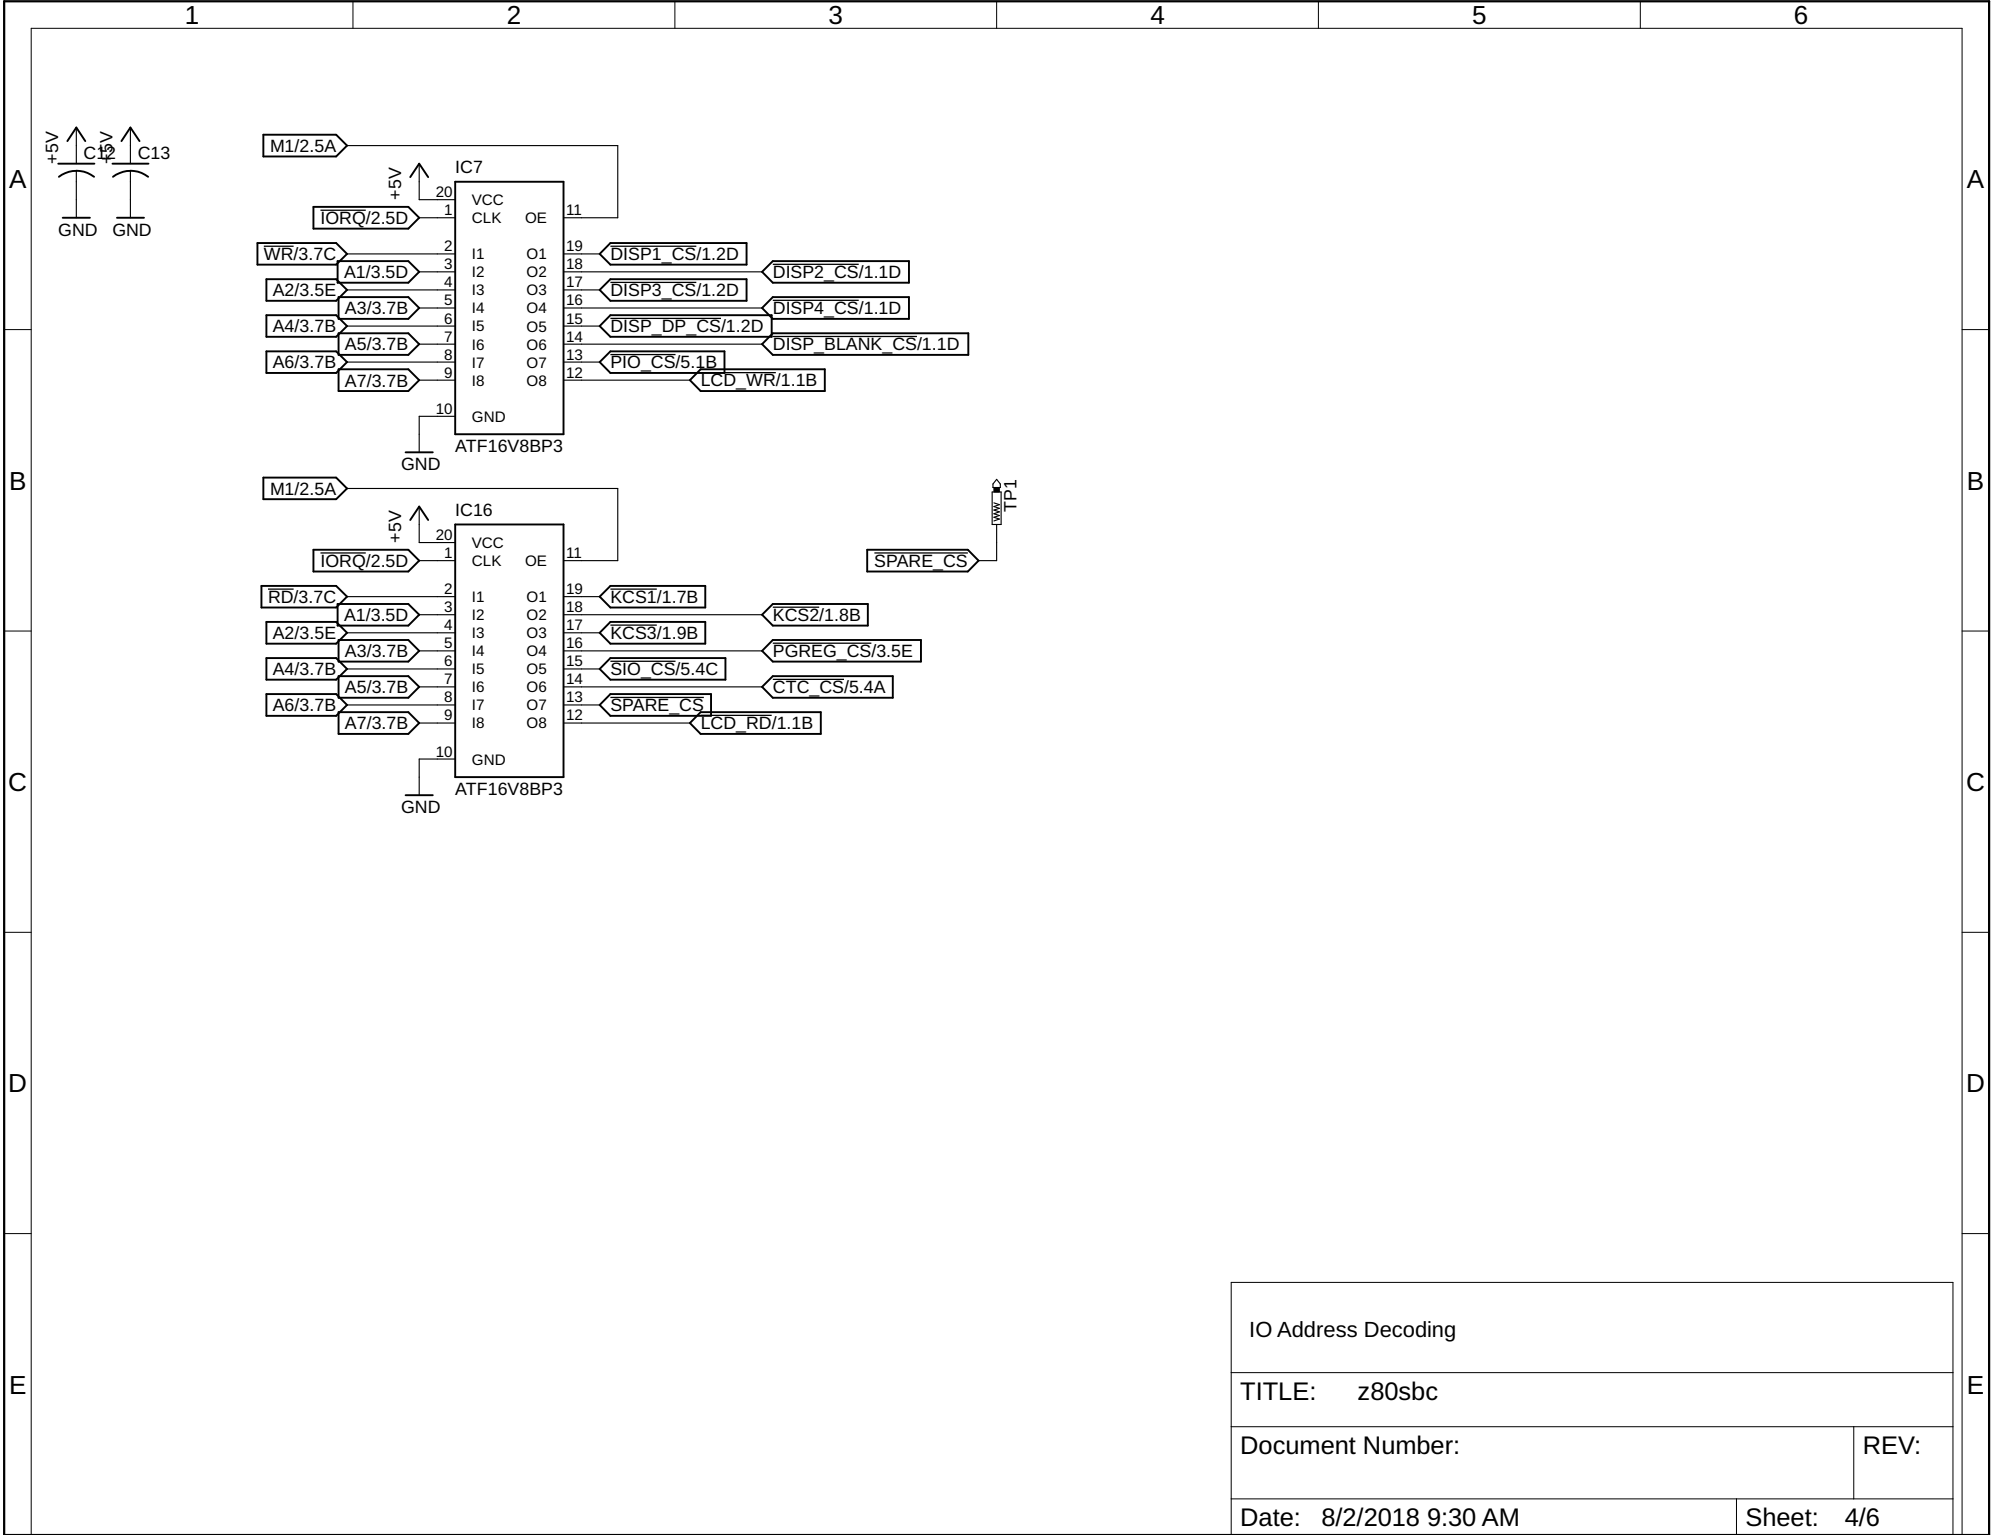 1 2 3 4 5 6
A A
B B
C C
D D
E E
+5V C12 +5V C13
GND GND
M1/2.5A
IC7
+5V
20 VCC
IORQ/2.5D 1 CLK OE 11
WR/3.7C 2 I1 O1 19 DISP1_CS/1.2D
A1/3.5D 3 I2 O2 18 DISP2_CS/1.1D
A2/3.5E 4 I3 O3 17 DISP3_CS/1.2D
A3/3.7B 5 I4 O4 16 DISP4_CS/1.1D
A4/3.7B 6 I5 O5 15 DISP_DP_CS/1.2D
A5/3.7B 7 I6 O6 14 DISP_BLANK_CS/1.1D
A6/3.7B 8 I7 O7 13 PIO_CS/5.1B
A7/3.7B 9 I8 O8 12 LCD_WR/1.1B
10 GND
ATF16V8BP3
GND
M1/2.5A
IC16
+5V
20 VCC
IORQ/2.5D 1 CLK OE 11
RD/3.7C 2 I1 O1 19 KCS1/1.7B
A1/3.5D 3 I2 O2 18 KCS2/1.8B
A2/3.5E 4 I3 O3 17 KCS3/1.9B
A3/3.7B 5 I4 O4 16 PGREG_CS/3.5E
A4/3.7B 6 I5 O5 15 SIO_CS/5.4C
A5/3.7B 7 I6 O6 14 CTC_CS/5.4A
A6/3.7B 8 I7 O7 13 SPARE_CS
A7/3.7B 9 I8 O8 12 LCD_RD/1.1B
10 GND
ATF16V8BP3
GND
TP1
SPARE_CS
IO Address Decoding
TITLE: z80sbc
Document Number: REV:
Date: 8/2/2018 9:30 AM Sheet: 4/6